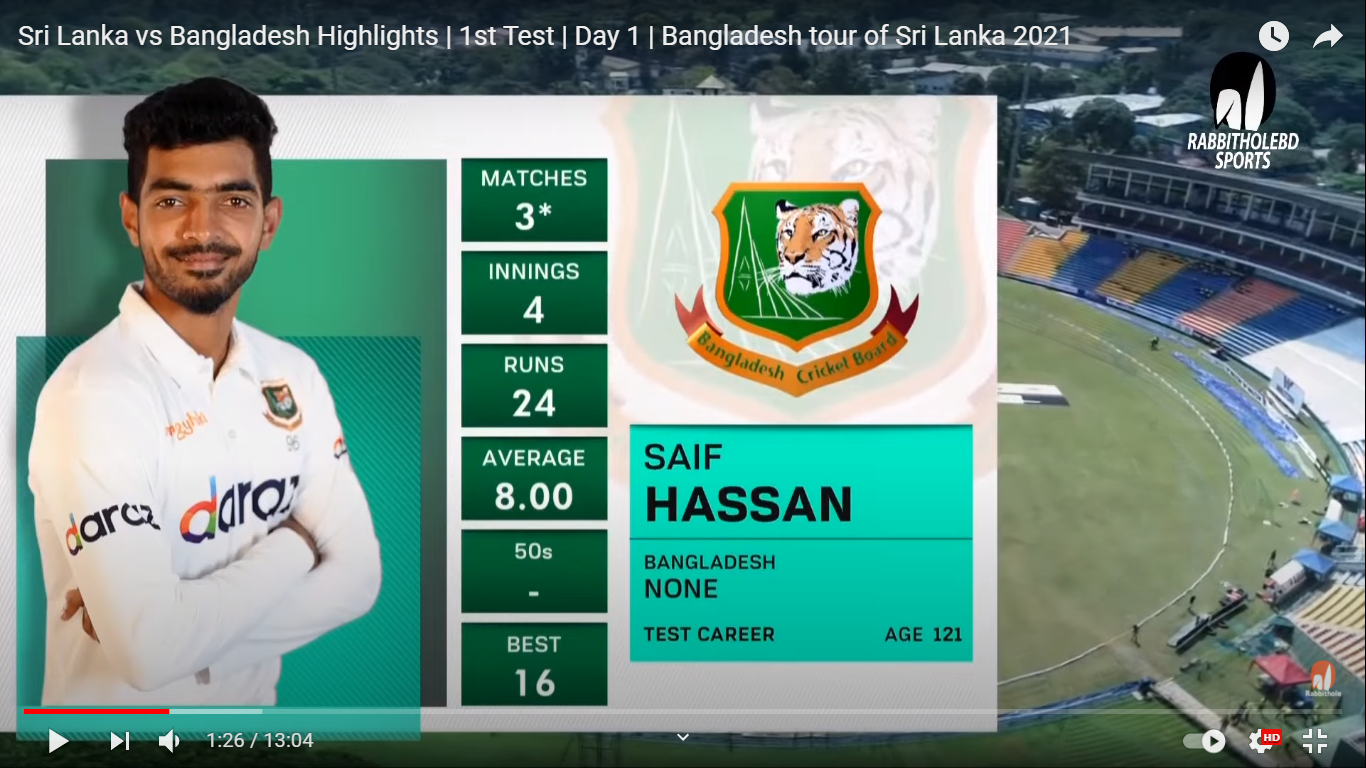 Sri Lanka vs Bangladesh Highlights | 1st Test | Day 1 | Bangladesh tour of Sri Lanka 2021
RABBITHOLEBD
SPORTS
MATCHES
3*
INNINGS
4
RUNS
24
AVERAGE
8.00
50s
-
BEST
16
Bangladesh Cricket Board
SAIF
HASSAN
BANGLADESH
NONE
TEST CAREER AGE 121
daraz
daraz
Rabbithole
1:26 / 13:04
HD